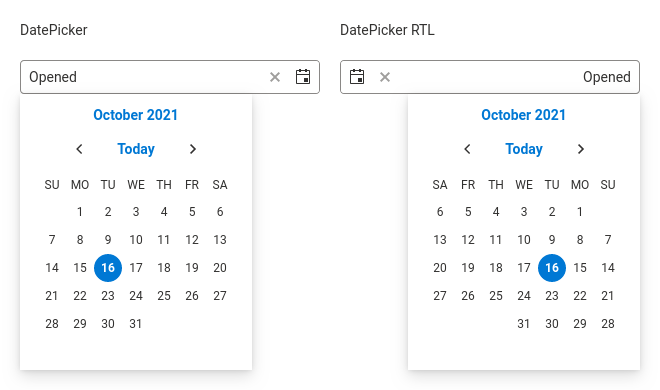 DatePicker
Opened
October 2021
Today
SU MO TU WE TH FR SA
1 2 3 4 5 6
7 8 9 10 11 12 13
14 15 16 17 18 19 20
21 22 23 24 25 26 27
28 29 30 31
DatePicker RTL
Opened
October 2021
Today
SA FR TH WE TU MO SU
6 5 4 3 2 1
13 12 11 10 9 8 7
20 19 18 17 16 15 14
27 26 25 24 23 22 21
31 30 29 28